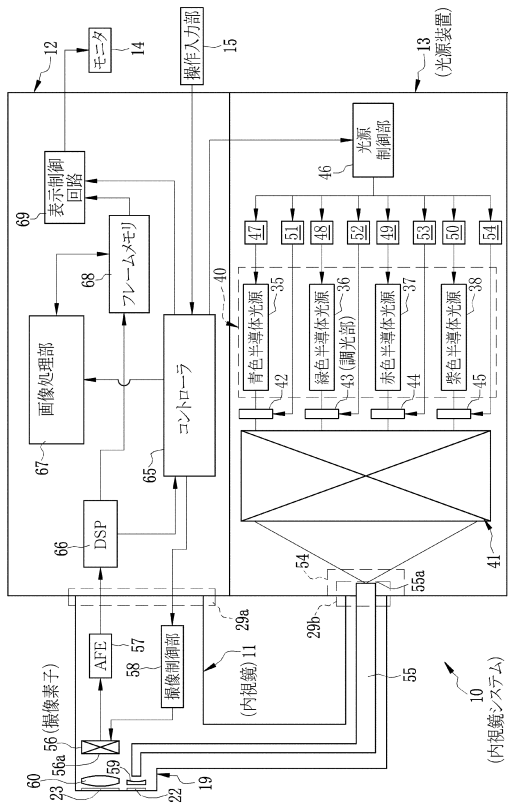 モニタ
14
操作入力部
15
12
13
(光源装置)
表示制御
回路
69
フレームメモリ
68
画像処理部
67
コントローラ
65
DSP
66
光源
制御部
46
47
51
48
52
49
53
50
54
40
青色半導体光源
35
緑色半導体光源
36
(調光部)
赤色半導体光源
37
紫色半導体光源
38
42
43
44
45
41
54
55a
29b
29a
AFE
57
撮像制御部
58
11
(内視鏡)
55
56
(撮像素子)
56a
60
23
59
22
19
10
(内視鏡システム)